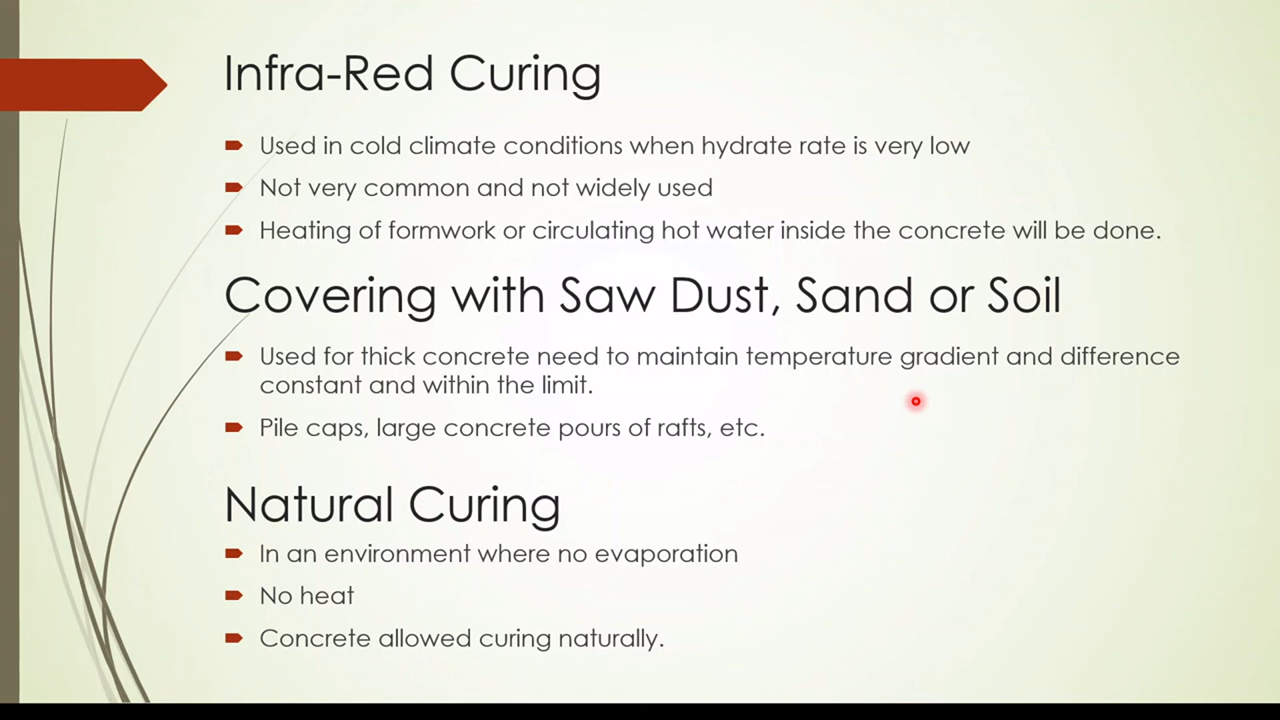 Infra-Red Curing
Used in cold climate conditions when hydrate rate is very low
Not very common and not widely used
Heating of formwork or circulating hot water inside the concrete will be done.
Covering with Saw Dust, Sand or Soil
Used for thick concrete need to maintain temperature gradient and difference
constant and within the limit.
Pile caps, large concrete pours of rafts, etc.
Natural Curing
In an environment where no evaporation
No heat
Concrete allowed curing naturally.